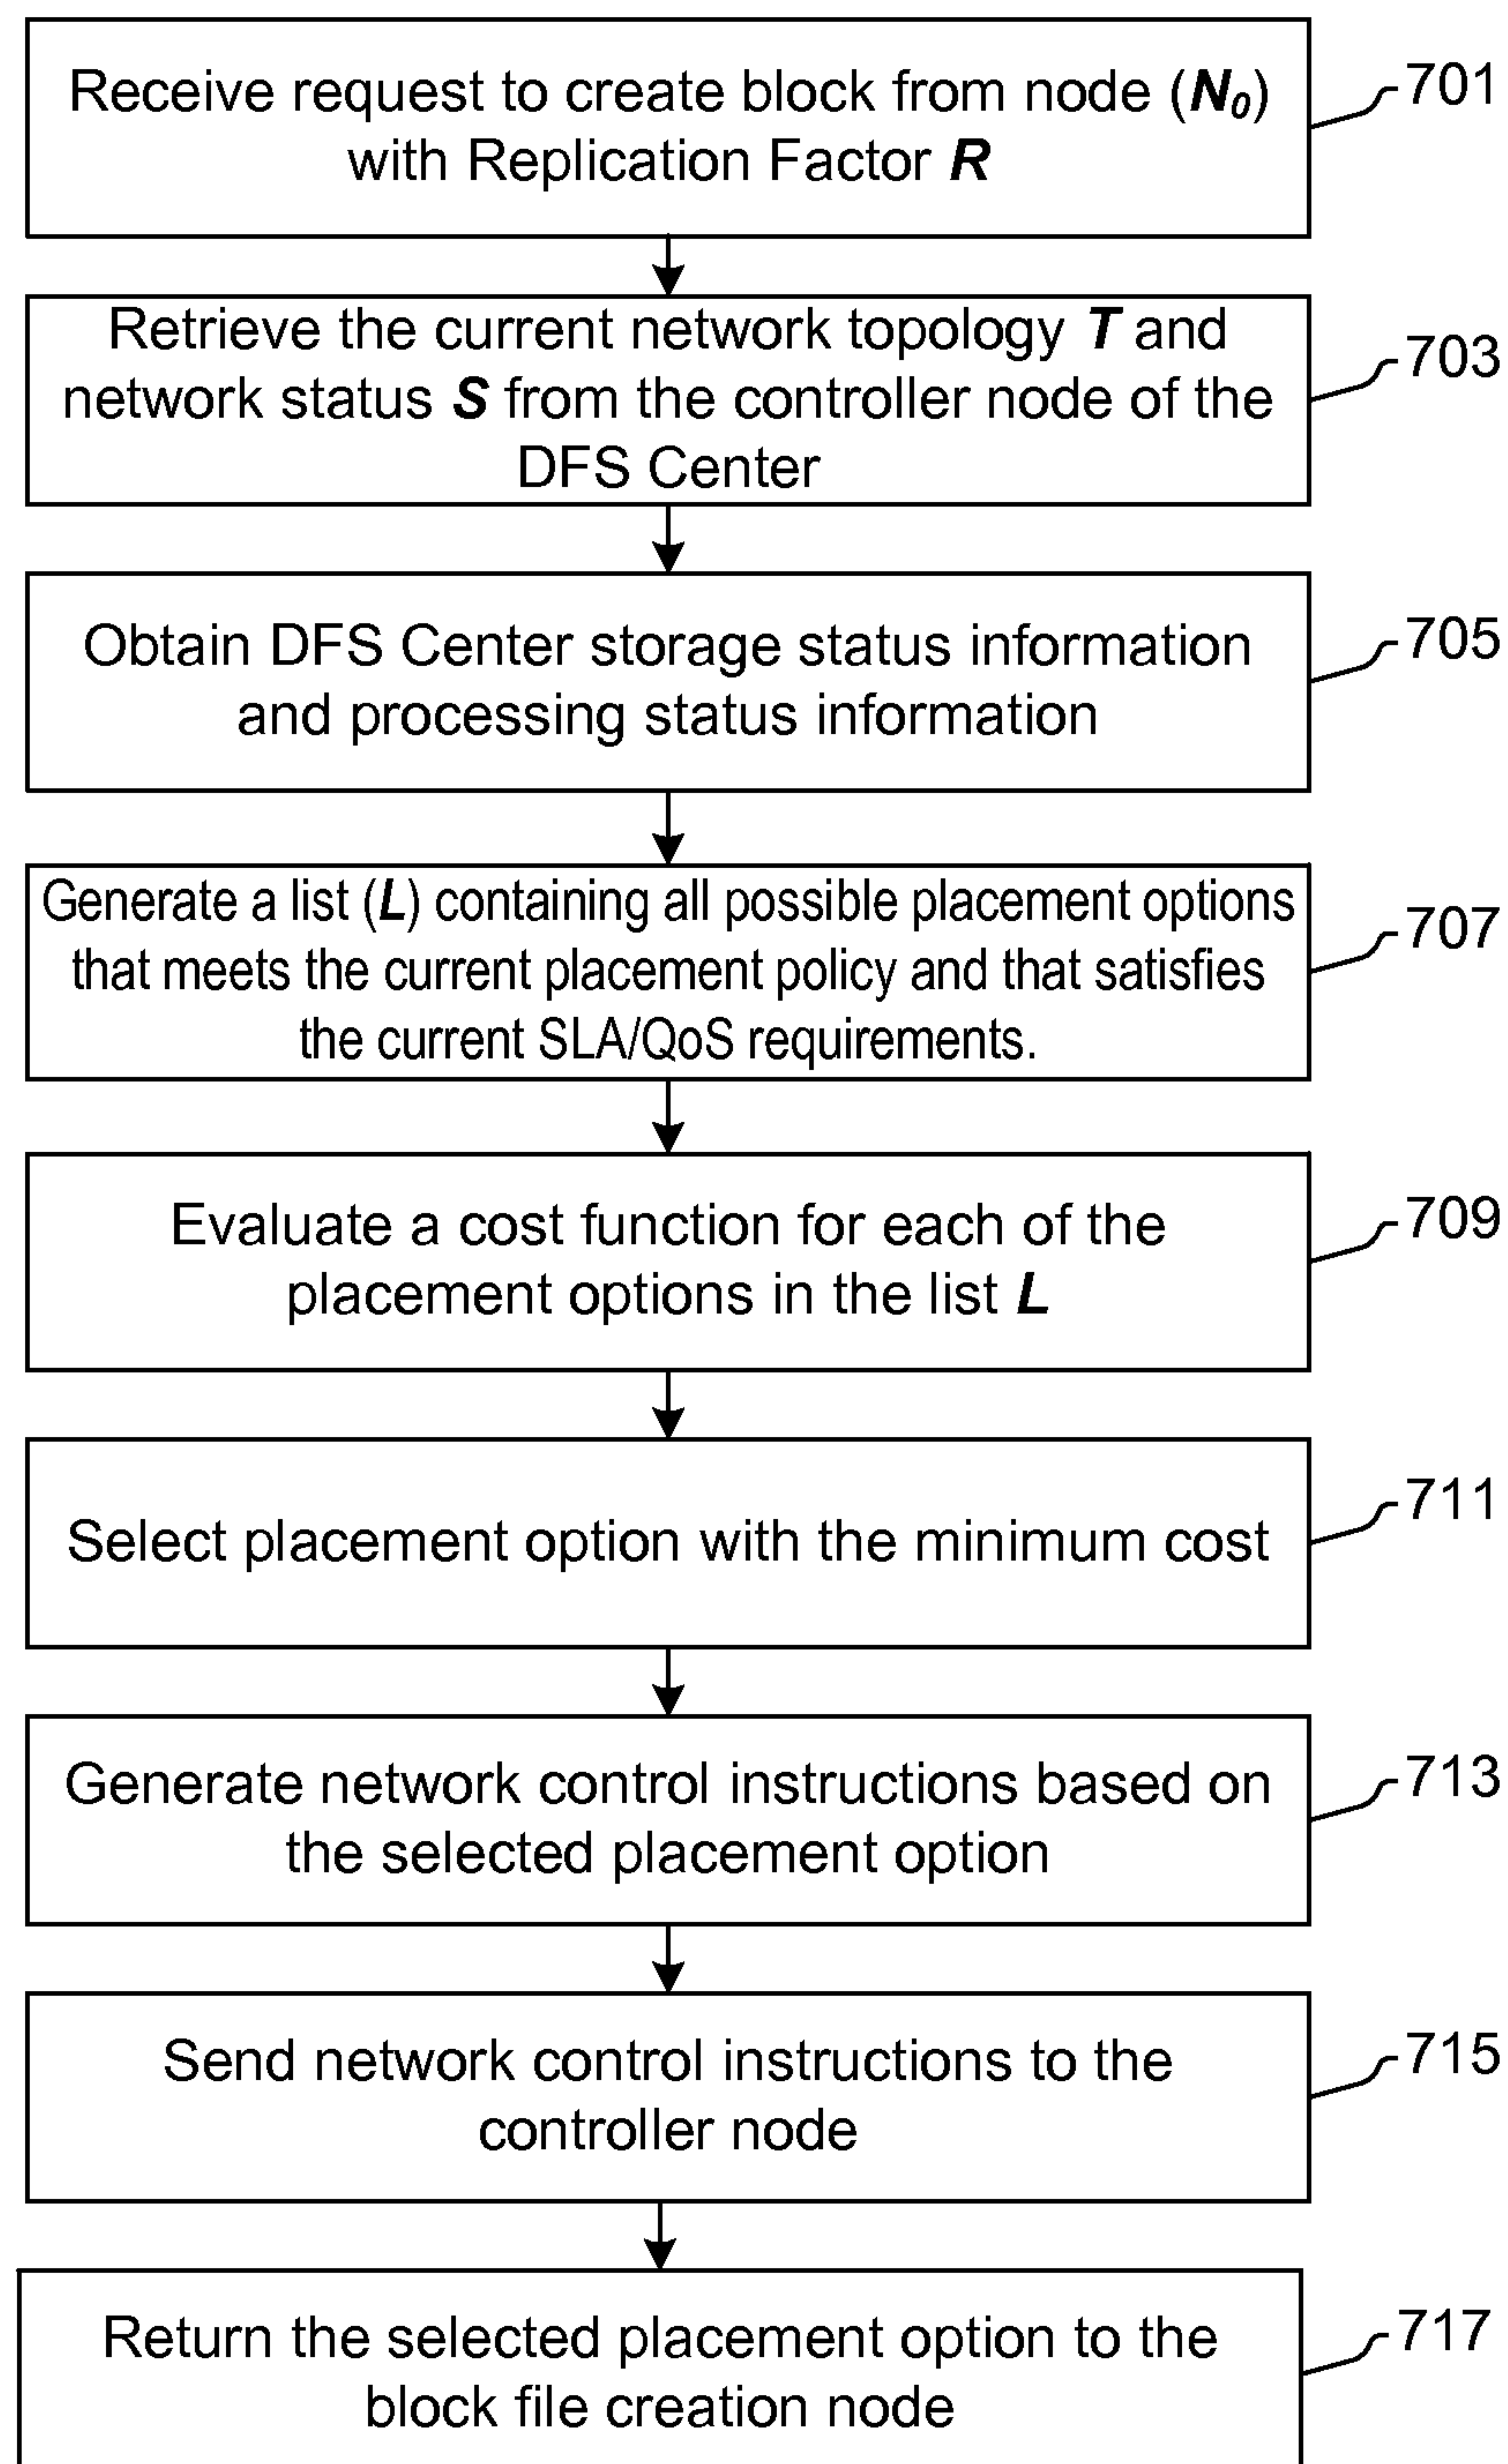 Receive request to create block from node (N0)
with Replication Factor R
701
Retrieve the current network topology T and
network status S from the controller node of the
DFS Center
703
Obtain DFS Center storage status information
and processing status information
705
Generate a list (L) containing all possible placement options
that meets the current placement policy and that satisfies
the current SLA/QoS requirements.
707
Evaluate a cost function for each of the
placement options in the list L
709
Select placement option with the minimum cost
711
Generate network control instructions based on
the selected placement option
713
Send network control instructions to the
controller node
715
Return the selected placement option to the
block file creation node
717